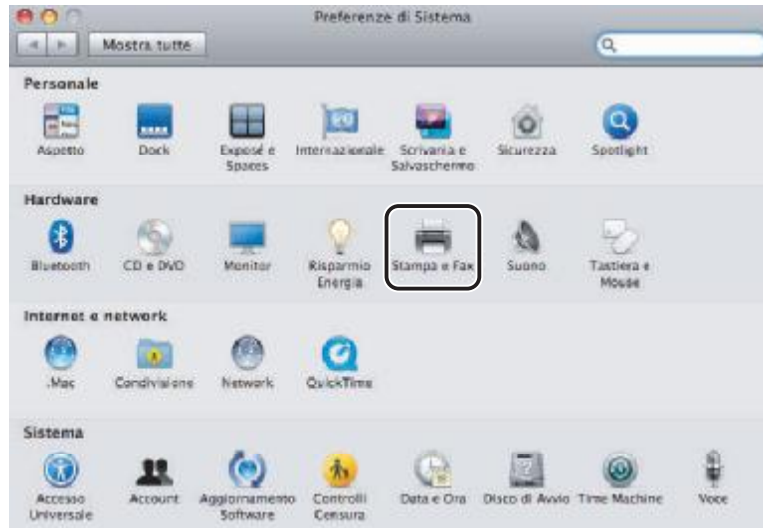 Preferenze di Sistema
Mostra tutte
Personale
Aspetto Dock Exposé e Spaces Internazionale Scrivania e Salvaschermo Sicurezza Spotlight
Hardware
Bluetooth CD e DVD Monitor Risparmio Energia Stampa e Fax Suono Tastiera e Mouse
Internet e network
.Mac Condivisione Network QuickTime
Sistema
Accesso Universale Account Aggiornamento Software Controlli Censura Data e Ora Disco di Avvio Time Machine Voce